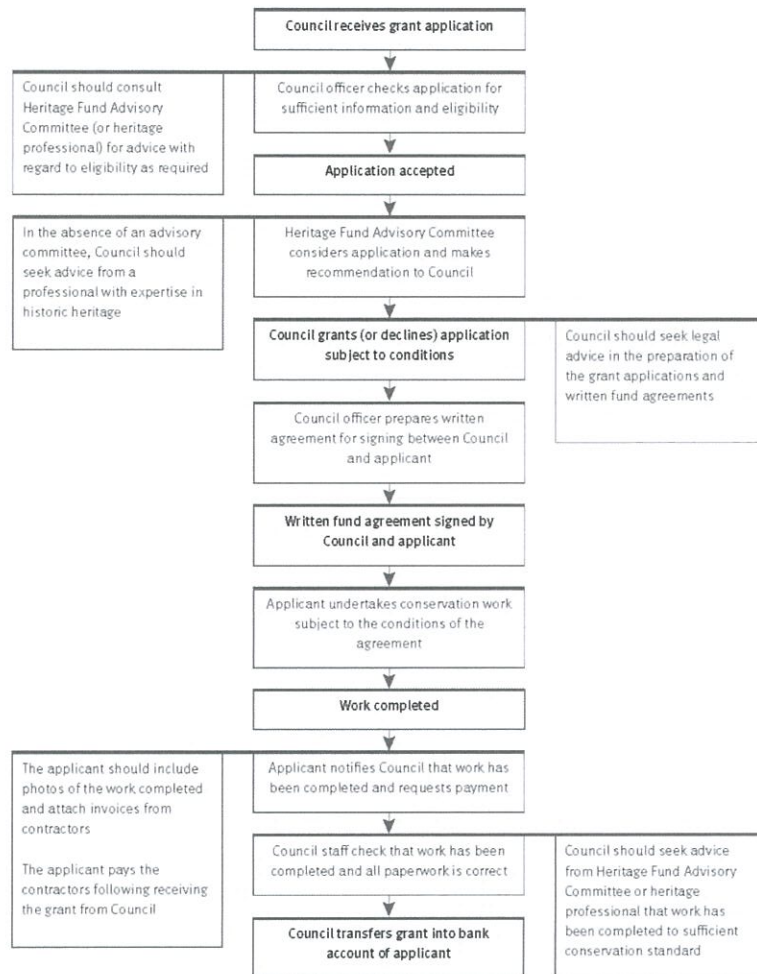 Council receives grant application
Council should consult
Heritage Fund Advisory
Committee (or heritage
professional) for advice with
regard to eligibility as required
Council officer checks application for
sufficient information and eligibility
Application accepted
In the absence of an advisory
committee, Council should
seek advice from a
professional with expertise in
historic heritage
Heritage Fund Advisory Committee
considers application and makes
recommendation to Council
Council grants (or declines) application
subject to conditions
Council should seek legal
advice in the preparation of
the grant applications and
written fund agreements
Council officer prepares written
agreement for signing between Council
and applicant
Written fund agreement signed by
Council and applicant
Applicant undertakes conservation work
subject to the conditions of the
agreement
Work completed
The applicant should include
photos of the work completed
and attach invoices from
contractors
The applicant pays the
contractors following receiving
the grant from Council
Applicant notifies Council that work has
been completed and requests payment
Council staff check that work has been
completed and all paperwork is correct
Council should seek advice
from Heritage Fund Advisory
Committee or heritage
professional that work has
been completed to sufficient
conservation standard
Council transfers grant into bank
account of applicant